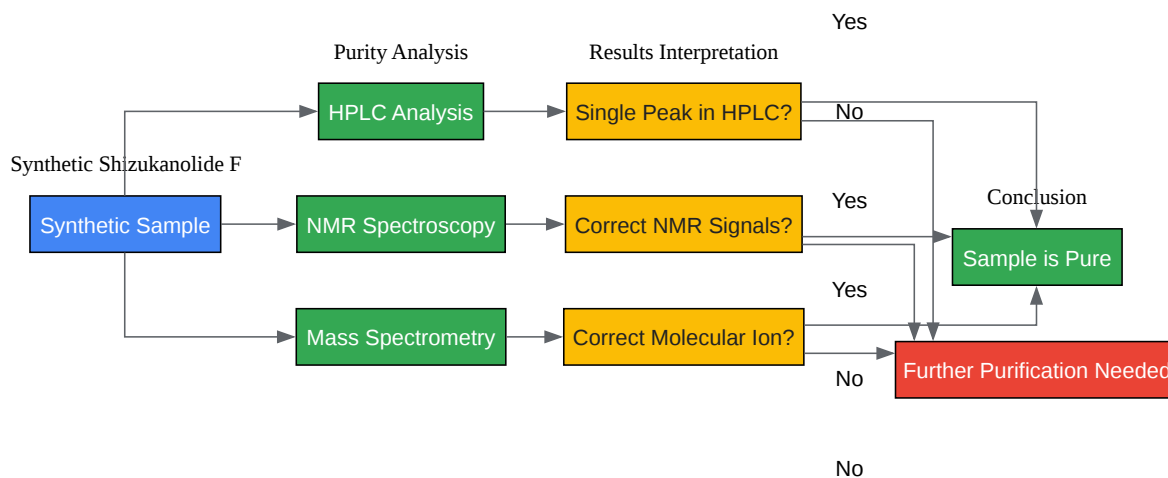 Yes
Purity Analysis
Results Interpretation
HPLC Analysis
Single Peak in HPLC?
No
Synthetic Shizukanolide F
Synthetic Sample
NMR Spectroscopy
Correct NMR Signals?
Yes
Conclusion
Sample is Pure
Yes
Mass Spectrometry
Correct Molecular Ion?
No
Further Purification Needed
No